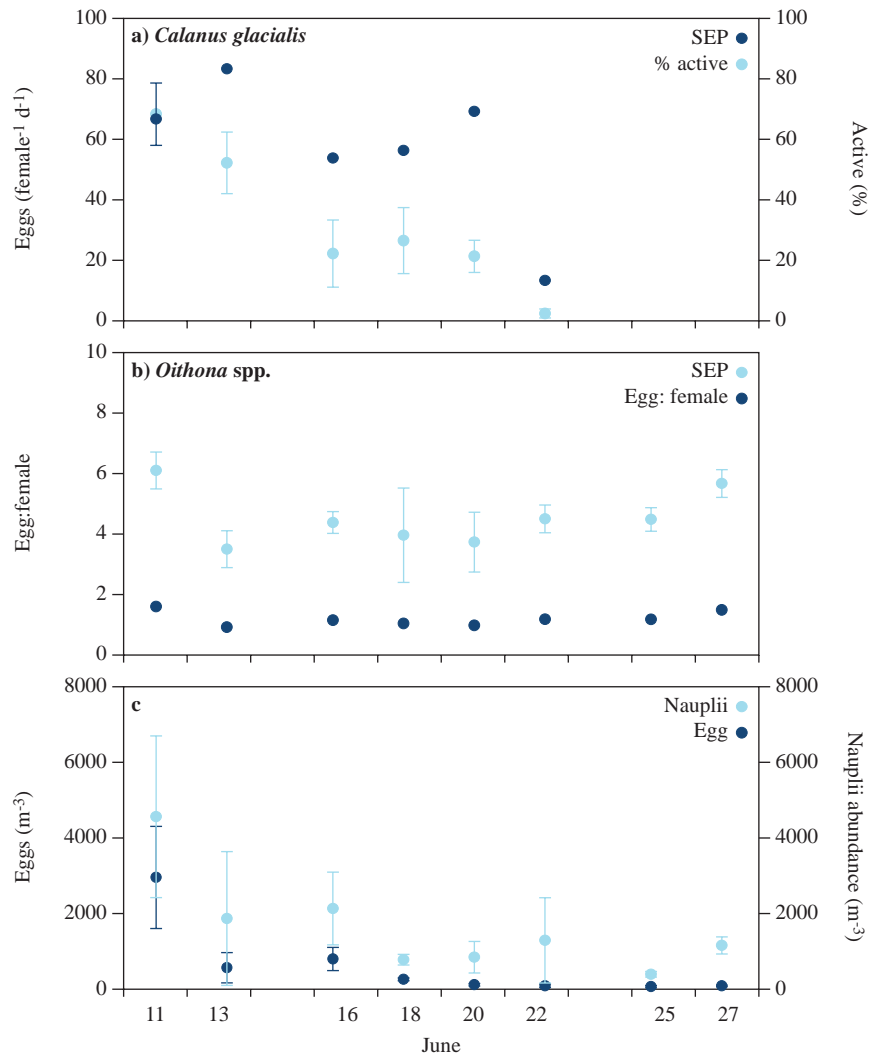 a) Calanus glacialis
SEP
% active
100
80
60
40
20
0
Eggs (female⁻¹ d⁻¹)
100
80
60
40
20
0
Active (%)
b) Oithona spp.
SEP
Egg: female
10
8
6
4
2
0
Egg:female
c
Nauplii
Egg
8000
6000
4000
2000
0
Eggs (m⁻³)
8000
6000
4000
2000
0
Nauplii abundance
(m⁻³)
11 13 16 18 20 22 25 27
June